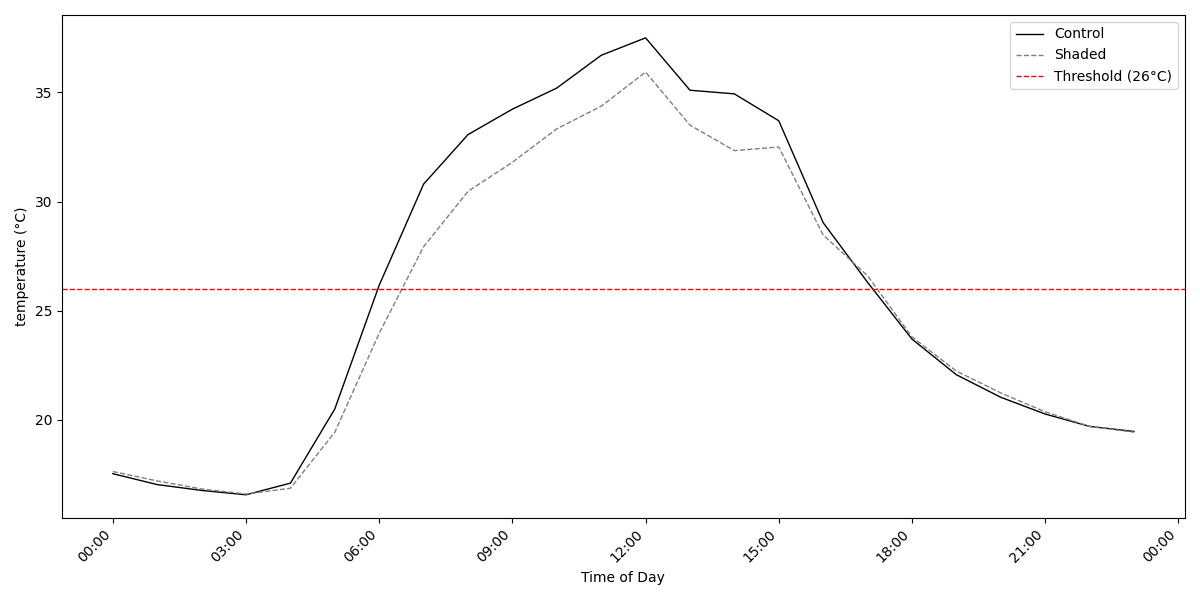 Control
Shaded
Threshold (26°C)
temperature (°C)
35
30
25
20
00:00 03:00 06:00 09:00 12:00 15:00 18:00 21:00 00:00
Time of Day